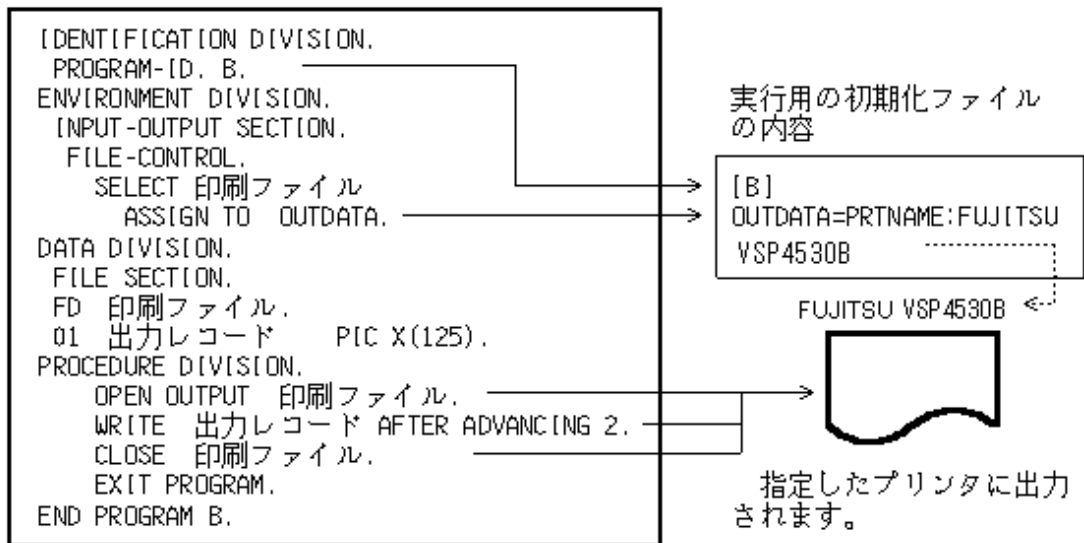 IDENTIFICATION DIVISION.
PROGRAM-ID. B.
ENVIRONMENT DIVISION.
INPUT-OUTPUT SECTION.
FILE-CONTROL.
SELECT 印刷ファイル
ASSIGN TO OUTDATA.
DATA DIVISION.
FILE SECTION.
FD 印刷ファイル.
01 出力レコード PIC X(125).
PROCEDURE DIVISION.
OPEN OUTPUT 印刷ファイル.
WRITE 出力レコード AFTER ADVANCING 2.
CLOSE 印刷ファイル.
EXIT PROGRAM.
END PROGRAM B.
実行用の初期化ファイル
の内容
[B]
OUTDATA=PRTNAME:FUJITSU
VSP4530B
FUJITSU VSP4530B
指定したプリンタに出力
されます。